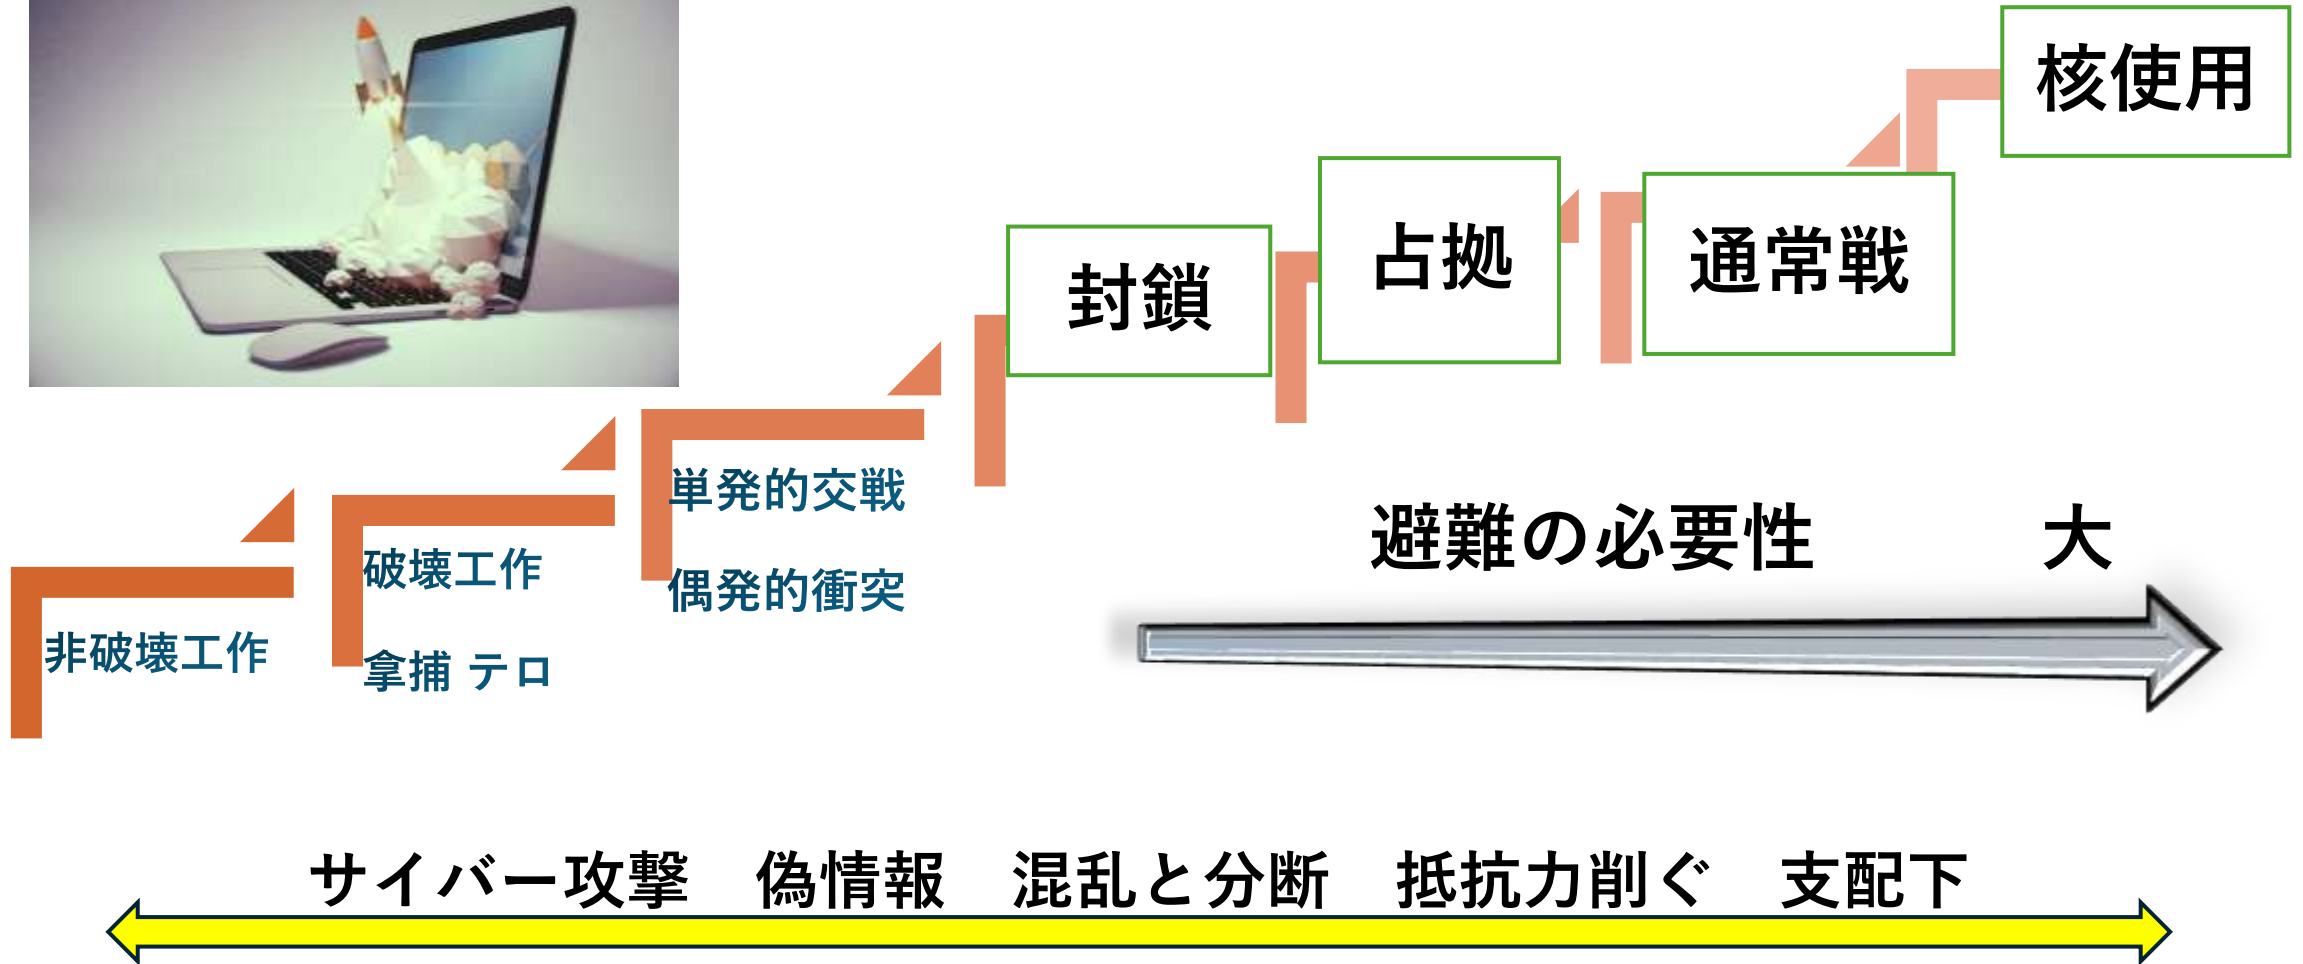 核使用
占拠
通常戦
封鎖
単発的交戦
偶発的衝突
破壊工作
拿捕 テロ
非破壊工作
避難の必要性 大
サイバー攻撃 偽情報 混乱と分断 抵抗力削ぐ 支配下